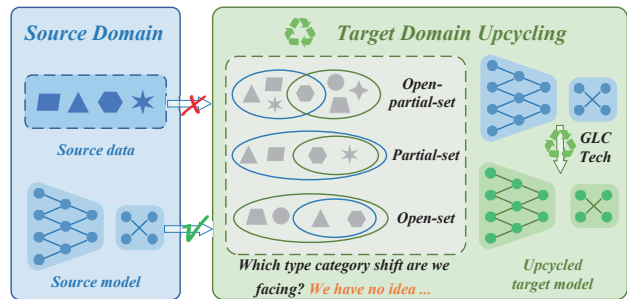 Source Domain
Source data
Source model
Target Domain Upcycling
Open-
partial-set
Partial-set
Open-set
Which type category shift are we
facing? We have no idea ...
GLC
Tech
Upcycled
target model